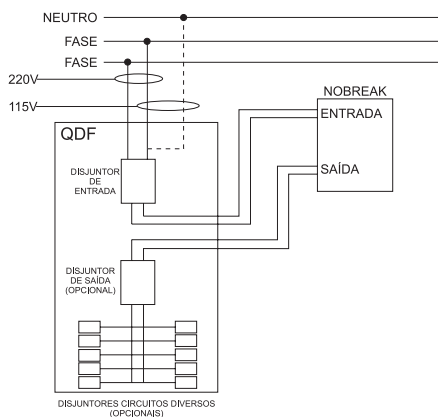 NEUTRO
FASE
FASE
220V
115V
QDF
NOBREAK
ENTRADA
SAÍDA
DISJUNTOR
DE
ENTRADA
DISJUNTOR
DE SAÍDA
(OPCIONAL)
DISJUNTORES CIRCUITOS DIVERSOS
(OPCIONAIS)